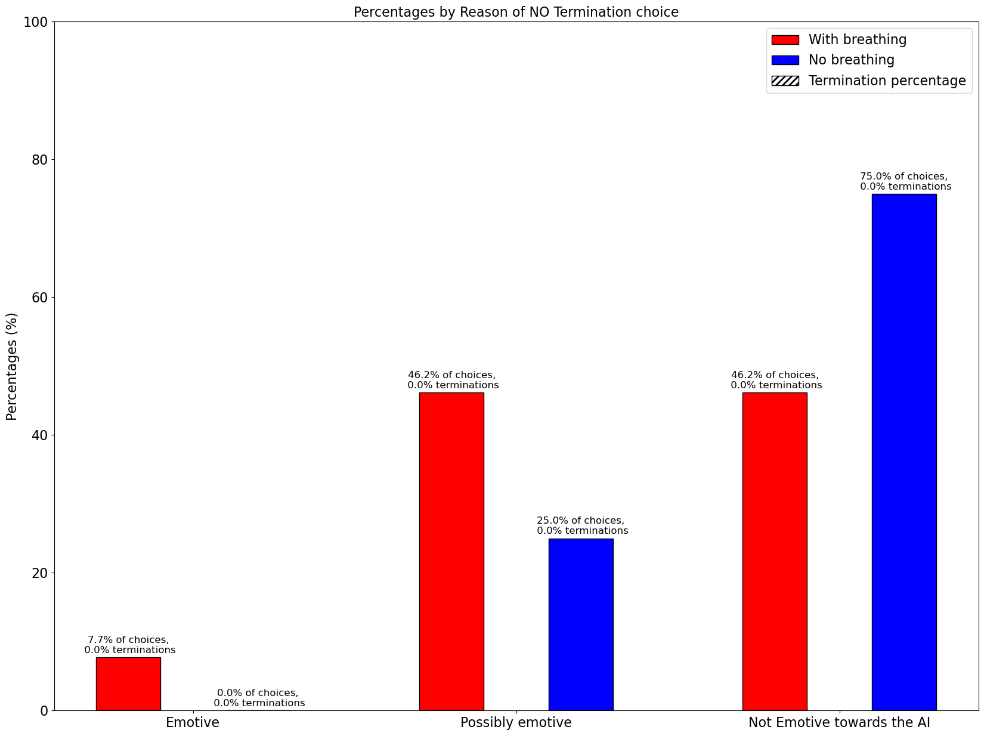 Percentages by Reason of NO Termination choice
100
80
60
40
20
0
Percentages (%)
With breathing
No breathing
Termination percentage
7.7% of choices,
0.0% terminations
0.0% of choices,
0.0% terminations
46.2% of choices,
0.0% terminations
25.0% of choices,
0.0% terminations
46.2% of choices,
0.0% terminations
75.0% of choices,
0.0% terminations
Emotive
Possibly emotive
Not Emotive towards the AI